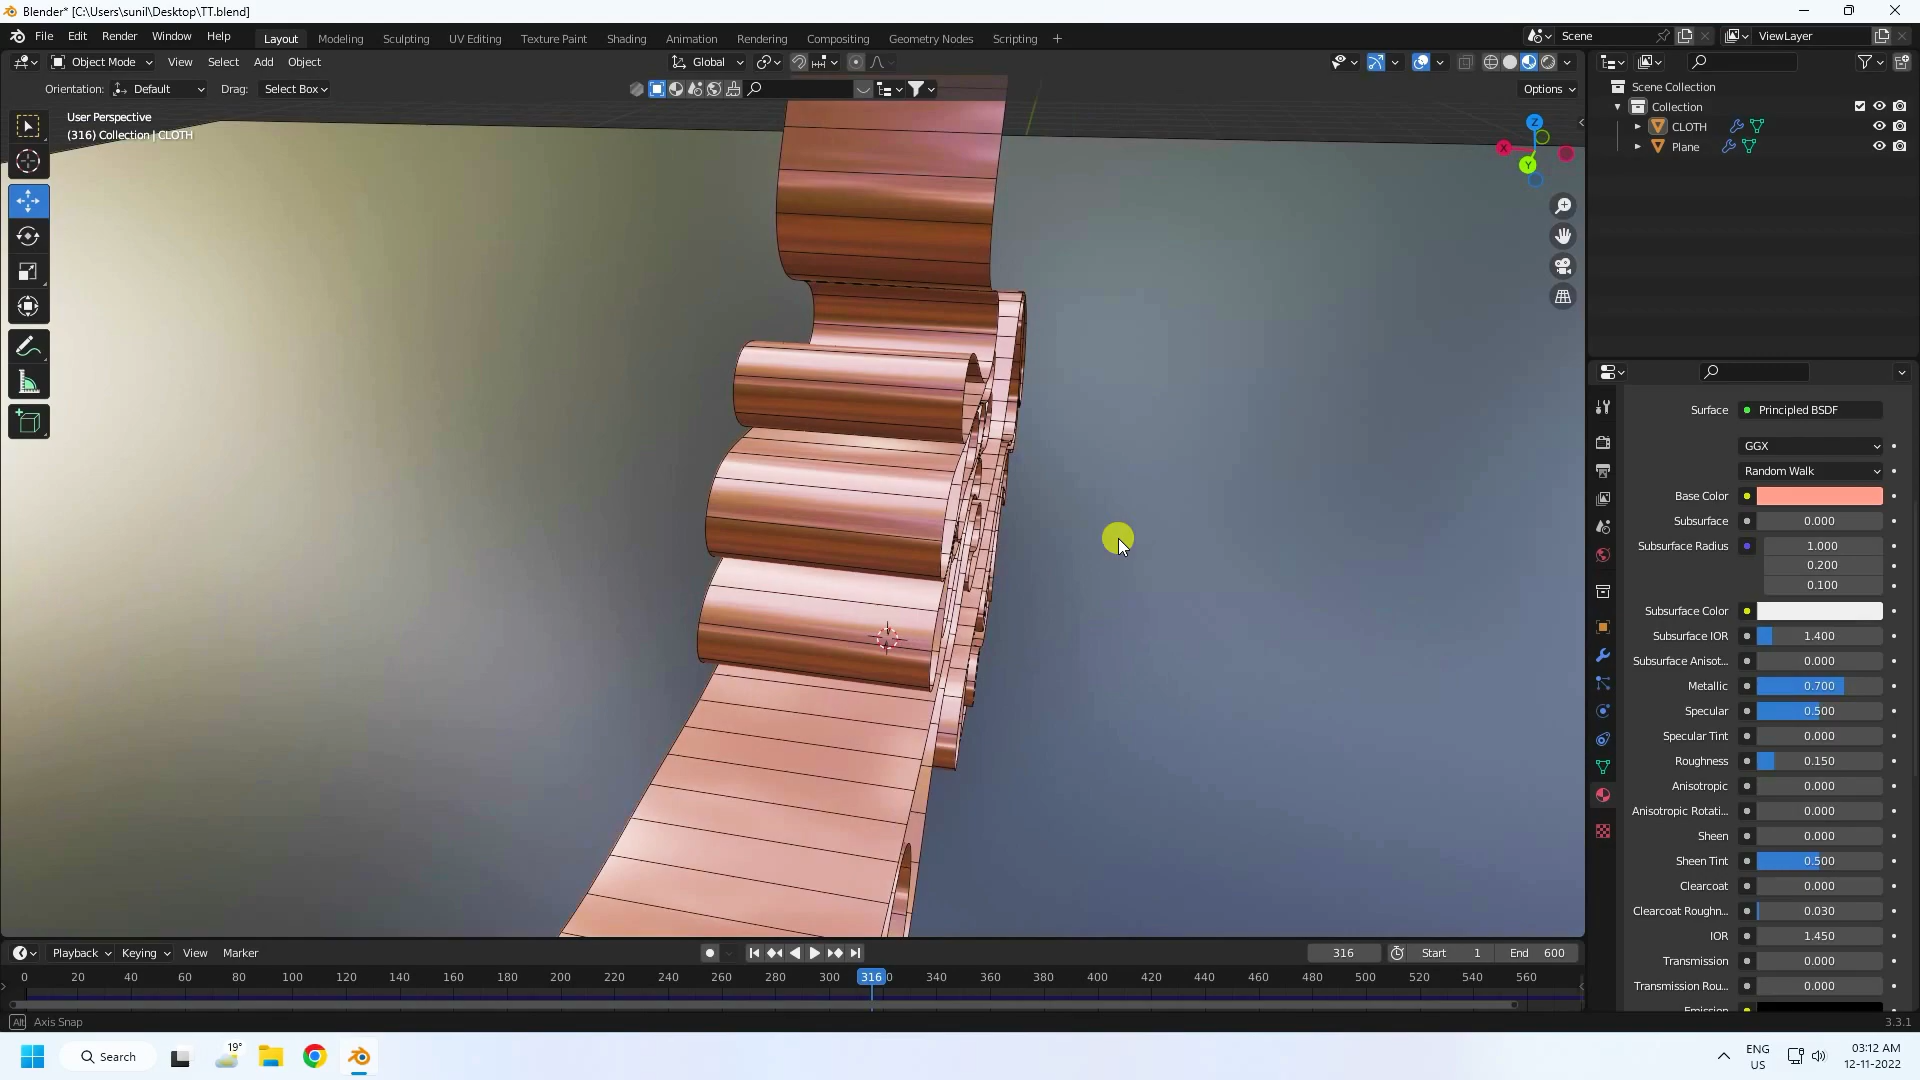 Blender* [C:\Users\sunil\Desktop\TT.blend]
File Edit Render Window Help Layout Modeling Sculpting UV Editing Texture Paint Shading Animation Rendering Compositing Geometry Nodes Scripting + Scene ViewLayer
Object Mode View Select Add Object Global
Orientation: Default Drag: Select Box Options
User Perspective
(316) Collection | CLOTH
Z
X
Y
Scene Collection
Collection
CLOTH
Plane
Surface Principled BSDF
GGX
Random Walk
Base Color
Subsurface 0.000
Subsurface Radius 1.000
0.200
0.100
Subsurface Color
Subsurface IOR 1.400
Subsurface Anisot... 0.000
Metallic 0.700
Specular 0.500
Specular Tint 0.000
Roughness 0.150
Anisotropic 0.000
Anisotropic Rotati... 0.000
Sheen 0.000
Sheen Tint 0.500
Clearcoat 0.000
Clearcoat Roughn... 0.030
IOR 1.450
Transmission 0.000
Transmission Rou... 0.000
Emission
Playback Keying View Marker 316 Start 1 End 600
0 20 40 60 80 100 120 140 160 180 200 220 240 260 280 300 316 0 340 360 380 400 420 440 460 480 500 520 540 560
Alt Axis Snap 3.3.1
Search 19° ENG US 03:12 AM
12-11-2022